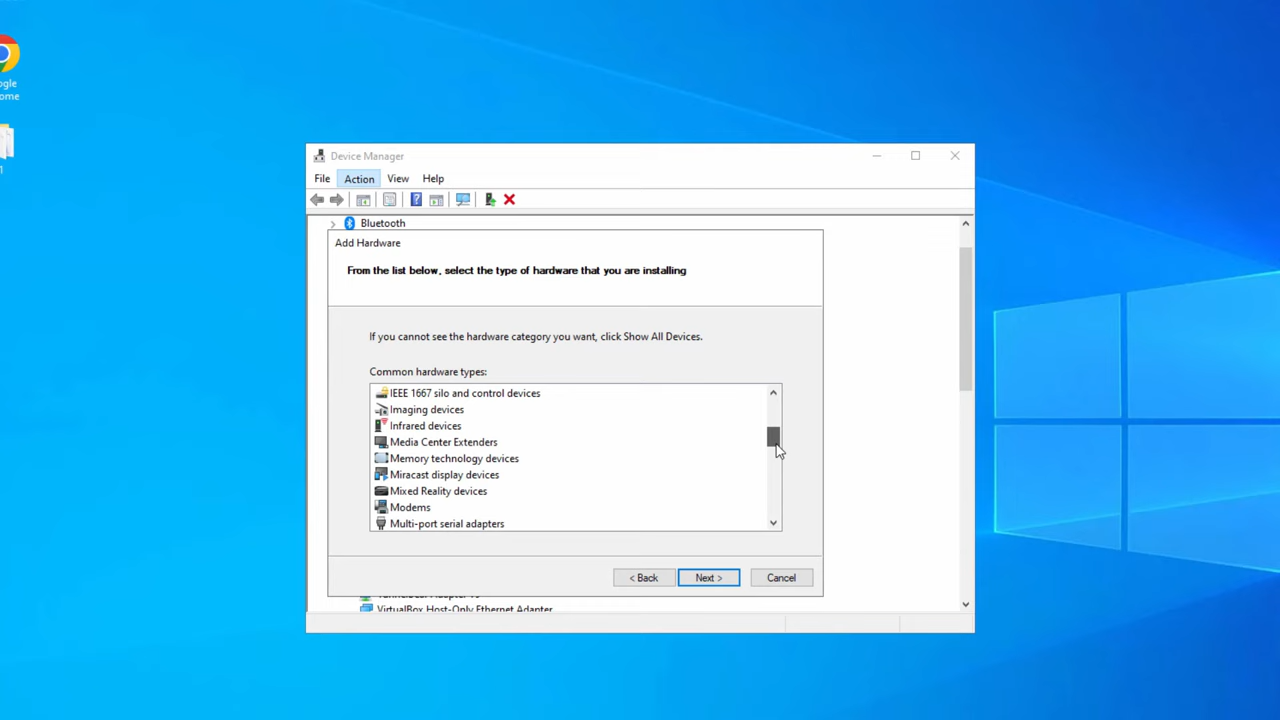 ogle
ome
1
Device Manager
File Action View Help
Bluetooth
Add Hardware
From the list below, select the type of hardware that you are installing
If you cannot see the hardware category you want, click Show All Devices.
Common hardware types:
IEEE 1667 silo and control devices
Imaging devices
Infrared devices
Media Center Extenders
Memory technology devices
Miracast display devices
Mixed Reality devices
Modems
Multi-port serial adapters
< Back Next > Cancel
VirtualBox Host-Only Ethernet Adapter